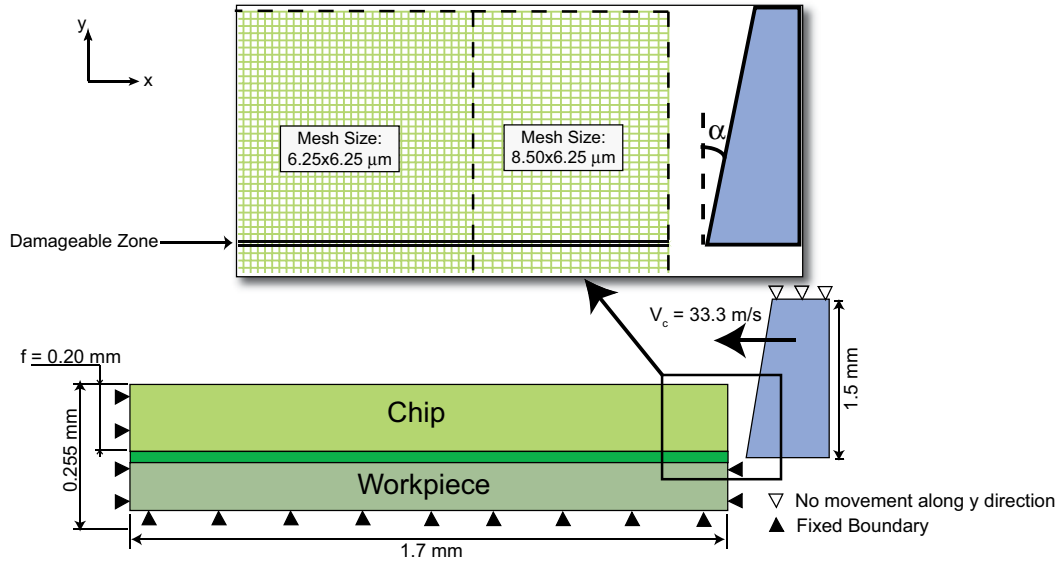 y
x
Mesh Size:
6.25x6.25 μm
Mesh Size:
8.50x6.25 μm
α
Damageable Zone
V_c = 33.3 m/s
f = 0.20 mm
0.255 mm
Chip
Workpiece
1.5 mm
1.7 mm
No movement along y direction
Fixed Boundary